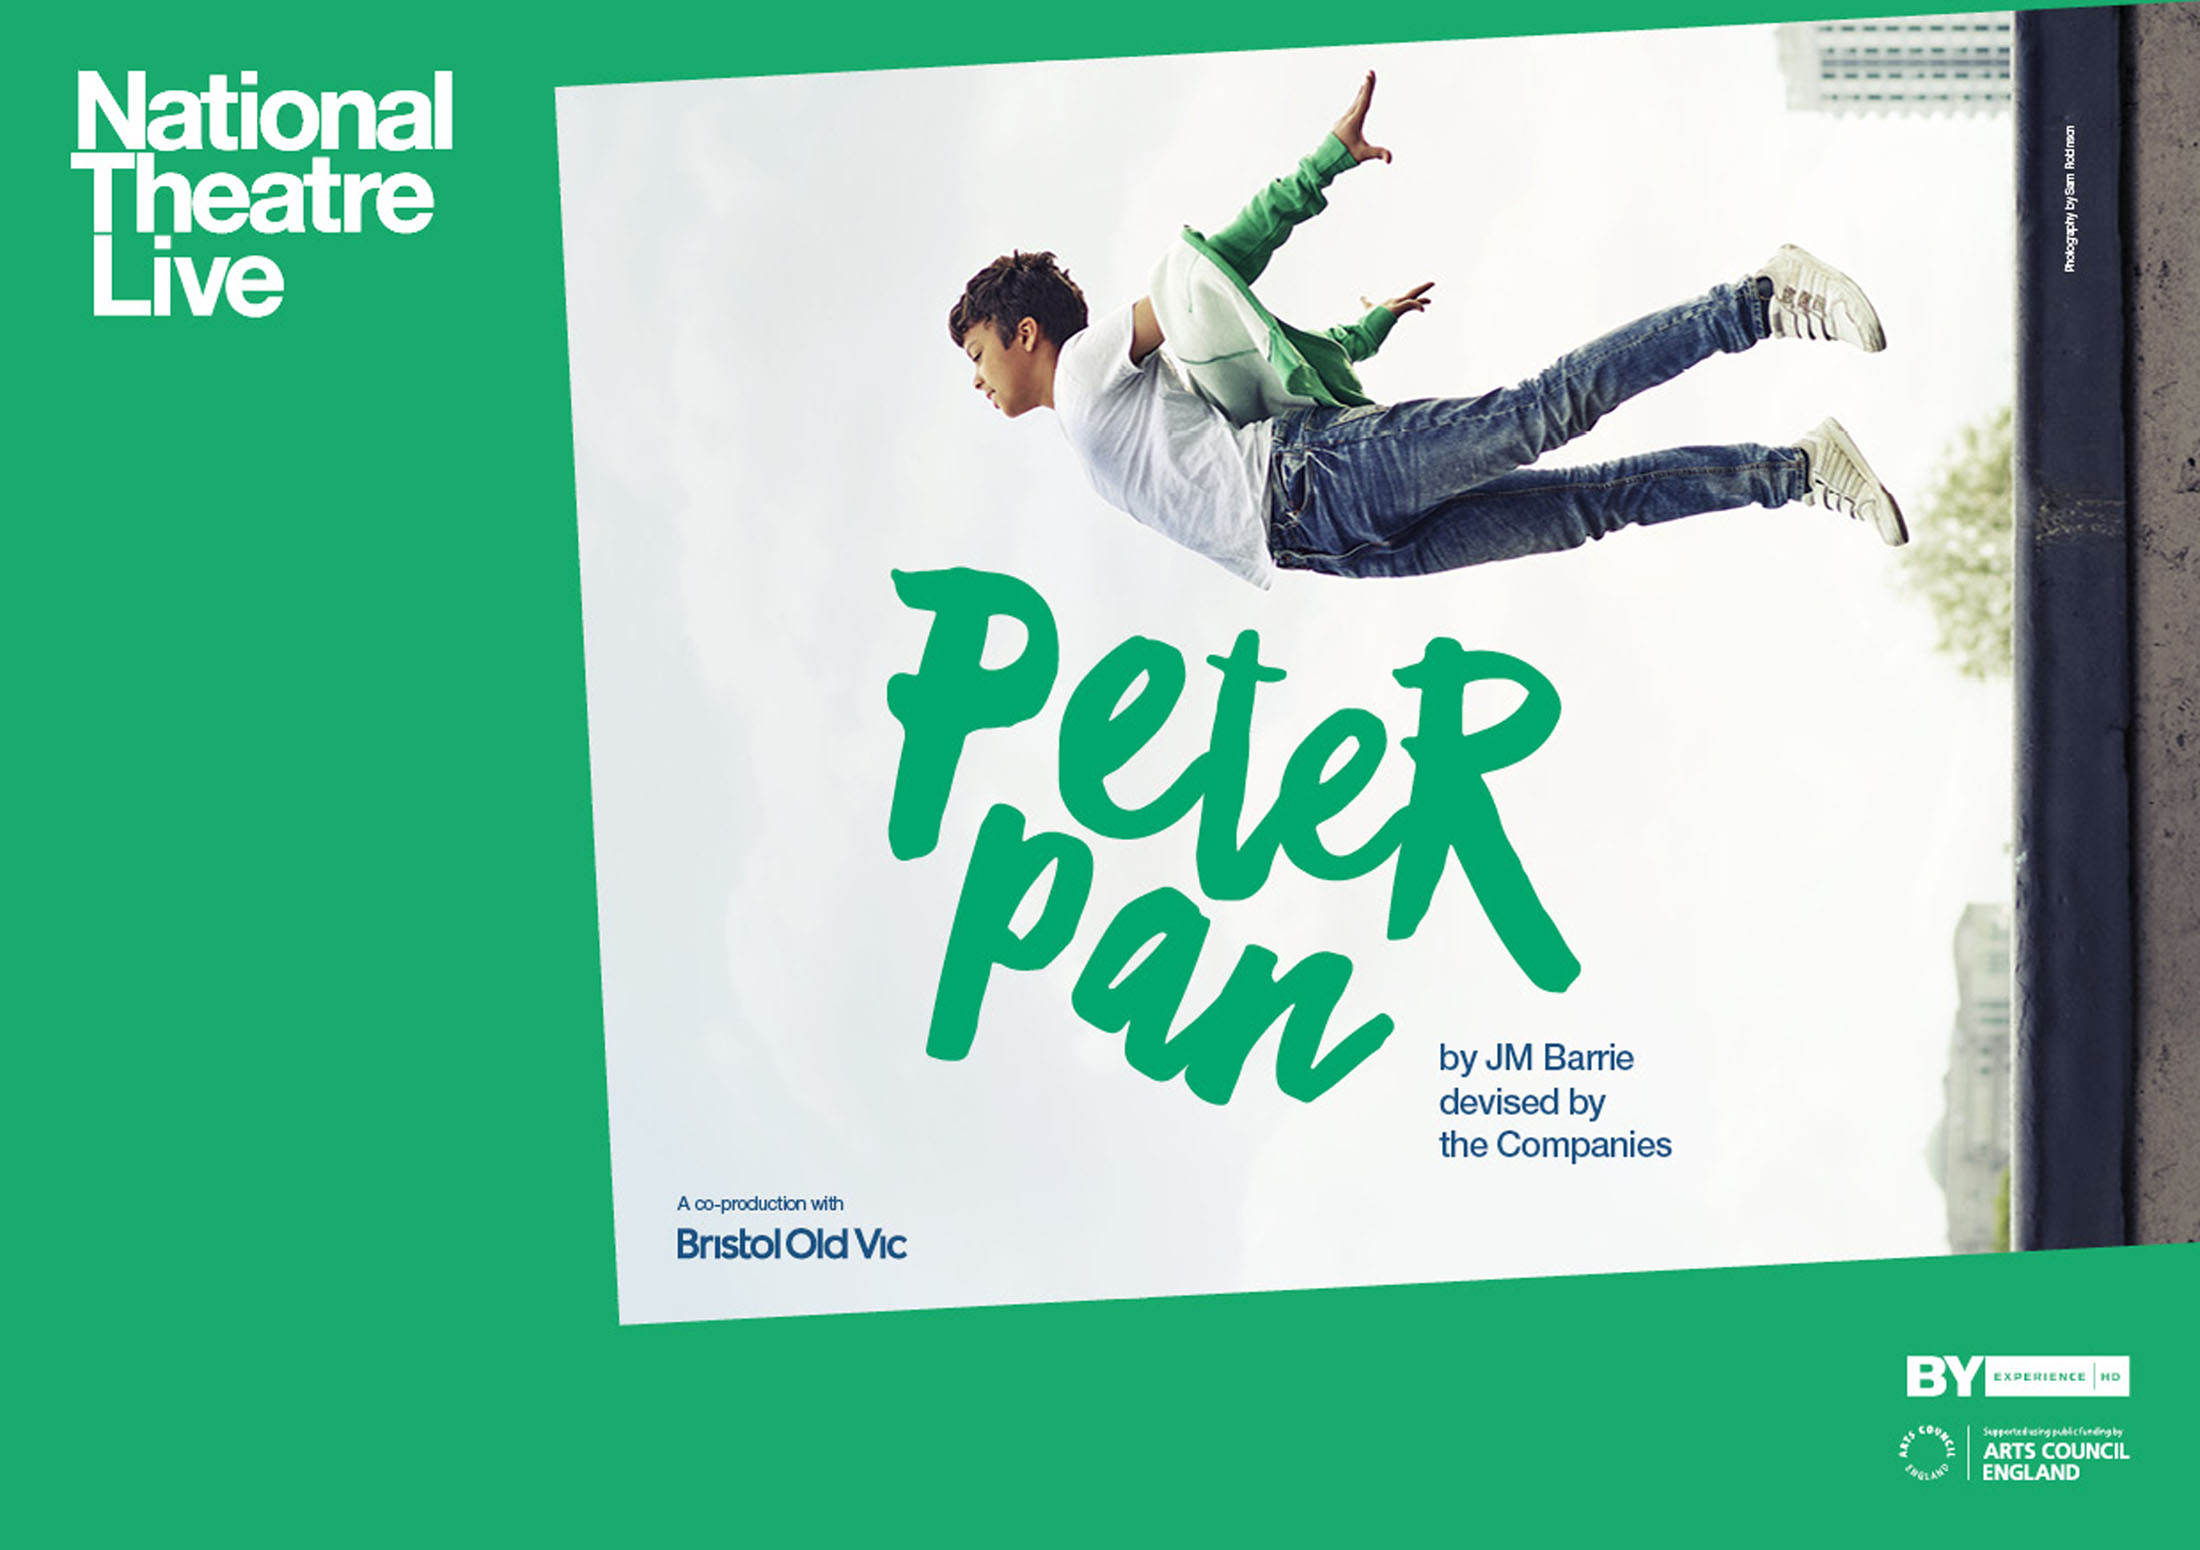 National
Theatre
Live
Photography by Sam Robinson
Peter
pan
by JM Barrie
devised by
the Companies
A co-production with
Bristol Old Vic
BY EXPERIENCE | HD
ARTS COUNCIL ENGLAND
Supported using public funding by
ARTS COUNCIL
ENGLAND